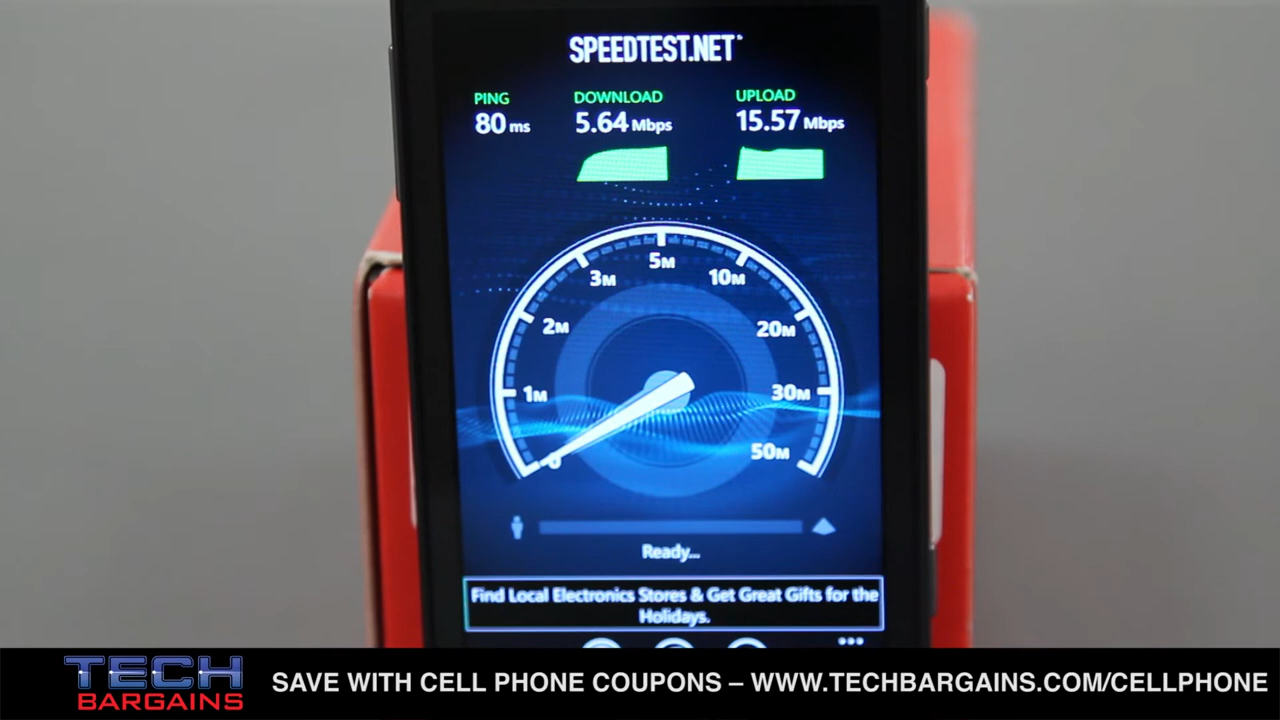 SPEEDTEST.NET
PING DOWNLOAD UPLOAD
80 ms 5.64 Mbps 15.57 Mbps
5M
3M 10M
2M 20M
1M 30M
0 50M
Ready...
Find Local Electronics Stores & Get Great Gifts for the
Holidays.
TECH
BARGAINS
SAVE WITH CELL PHONE COUPONS – WWW.TECHBARGAINS.COM/CELLPHONE